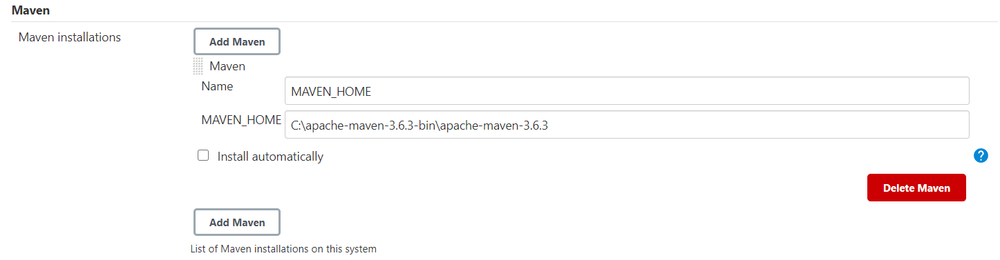 Maven
Maven installations
Add Maven
Maven
Name
MAVEN_HOME
MAVEN_HOME
C:\apache-maven-3.6.3-bin\apache-maven-3.6.3
Install automatically
?
Delete Maven
Add Maven
List of Maven installations on this system